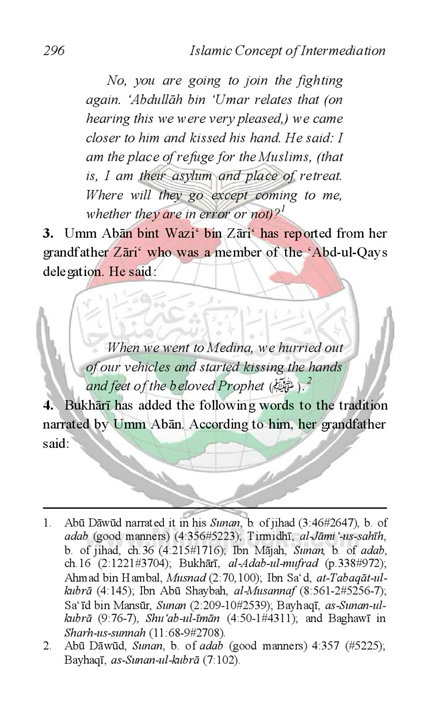 296 Islamic Concept of Intermediation
No, you are going to join the fighting
again. ‘Abdullāh bin ‘Umar relates that (on
hearing this we were very pleased,) we came
closer to him and kissed his hand. He said: I
am the place of refuge for the Muslims, (that
is, I am their asylum and place of retreat.
Where will they go except coming to me,
whether they are in error or not)?1
3. Umm Abān bint Wazi‘ bin Zāri‘ has reported from her
grandfather Zāri‘ who was a member of the ‘Abd-ul-Qays
delegation. He said:
When we went to Medina, we hurried out
of our vehicles and started kissing the hands
and feet of the beloved Prophet (ﷺ).2
4. Bukhārī has added the following words to the tradition
narrated by Umm Abān. According to him, her grandfather
said:
1. Abū Dāwūd narrated it in his Sunan, b. of jihad (3:46#2647), b. of
adab (good manners) (4:356#5223); Tirmidhī, al-Jāmi‘-us-sahīh,
b. of jihad, ch.36 (4:215#1716); Ibn Mājah, Sunan, b. of adab,
ch.16 (2:1221#3704); Bukhārī, al-Adab-ul-mufrad (p.338#972);
Ahmad bin Hambal, Musnad (2:70,100); Ibn Sa‘d, at-Tabaqāt-ul-
kubrā (4:145); Ibn Abū Shaybah, al-Musannaf (8:561-2#5256-7);
Sa‘īd bin Mansūr, Sunan (2:209-10#2539); Bayhaqī, as-Sunan-ul-
kubrā (9:76-7), Shu‘ab-ul-īmān (4:50-1#4311); and Baghawī in
Sharh-us-sunnah (11:68-9#2708).
2. Abū Dāwūd, Sunan, b. of adab (good manners) 4:357 (#5225);
Bayhaqī, as-Sunan-ul-kubrā (7:102).